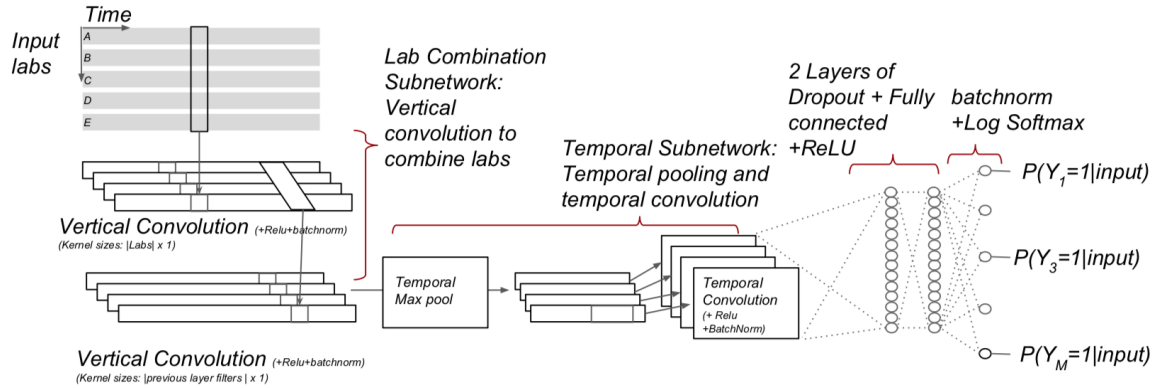 Time
Input
labs
A
B
C
D
E
Vertical Convolution (+Relu+batchnorm)
(Kernel sizes: |Labs| x 1)
Vertical Convolution (+Relu+batchnorm)
(Kernel sizes: |previous layer filters | x 1)
Lab Combination
Subnetwork:
Vertical
convolution to
combine labs
Temporal
Max pool
Temporal Subnetwork:
Temporal pooling and
temporal convolution
Temporal
Convolution
(+ Relu
+BatchNorm)
2 Layers of
Dropout + Fully
connected
+ReLU
batchnorm
+Log Softmax
P(Y₁=1|input)
P(Y₃=1|input)
P(Y_M=1|input)